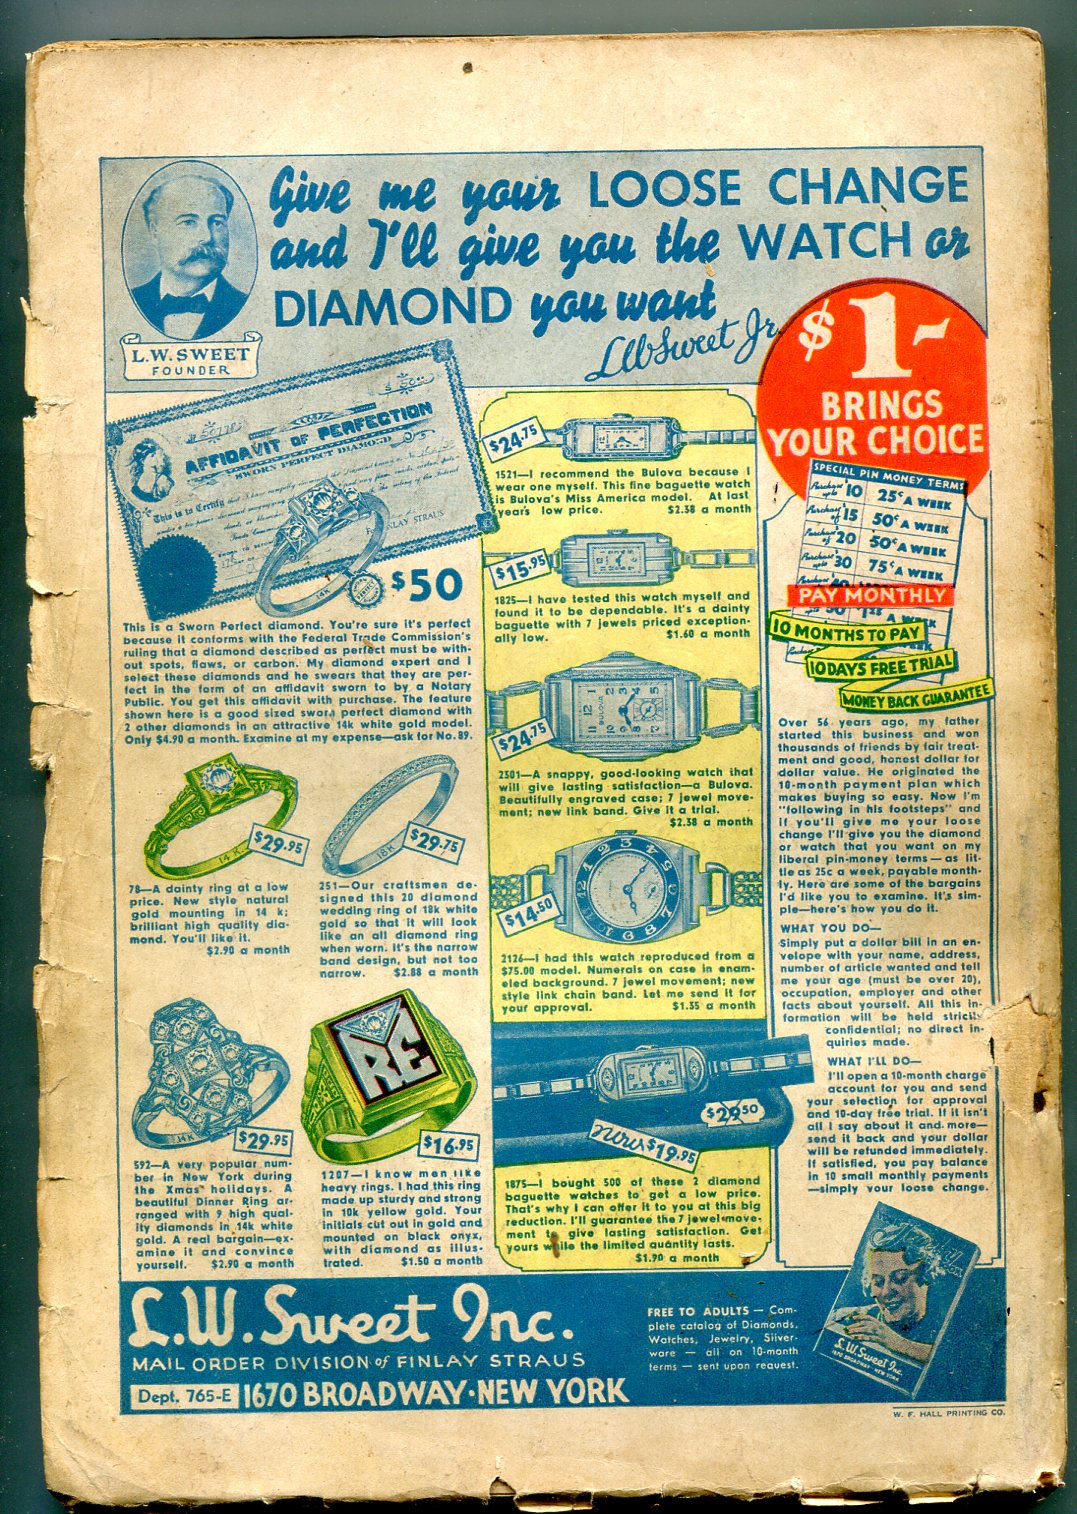 Give me your LOOSE CHANGE
and I'll give you the WATCH or
DIAMOND you want
L.W. Sweet Jr.
L.W. SWEET
FOUNDER
$1-
BRINGS
YOUR CHOICE
AFFIDAVIT OF PERFECTION
SWORN PERFECT DIAMOND
This is to Certify
FINLAY STRAUS
14K
$50
This is a Sworn Perfect diamond. You're sure it's perfect
because it conforms with the Federal Trade Commission's
ruling that a diamond described as perfect must be with-
out spots, flaws, or carbon. My diamond expert and I
select these diamonds and he swears that they are per-
fect in the form of an affidavit sworn to by a Notary
Public. You get this affidavit with purchase. The feature
shown here is a good sized sworn perfect diamond with
2 other diamonds in an attractive 14k white gold model.
Only $4.90 a month. Examine at my expense—ask for No. 89.
14 K
$29.95
78—A dainty ring at a low
price. New style natural
gold mounting in 14 k;
brilliant high quality dia-
mond. You'll like it.
$2.90 a month
18K
$29.75
251—Our craftsmen de-
signed this 20 diamond
wedding ring of 18k white
gold so that it will look
like an all diamond ring
when worn. It's the narrow
band design, but not too
narrow. $2.88 a month
14K
$29.95
592—A very popular num-
ber in New York during
the Xmas holidays. A
beautiful Dinner Ring ar-
ranged with 9 high qual-
ity diamonds in 14k white
gold. A real bargain—ex-
amine it and convince
yourself. $2.90 a month
RE
$16.95
1207—I know men like
heavy rings. I had this ring
made up sturdy and strong
in 10k yellow gold. Your
initials cut out in gold and
mounted on black onyx,
with diamond as illus-
trated. $1.50 a month
$24.75
1521—I recommend the Bulova because I
wear one myself. This fine baguette watch
is Bulova's Miss America model. At last
year's low price. $2.38 a month
$15.95
1825—I have tested this watch myself and
found it to be dependable. It's a dainty
baguette with 7 jewels priced exception-
ally low. $1.60 a month
BULOVA
$24.75
2301—A snappy, good-looking watch that
will give lasting satisfaction—a Bulova.
Beautifully engraved case; 7 jewel move-
ment; new link band. Give it a trial.
$2.38 a month
$14.50
2126—I had this watch reproduced from a
$75.00 model. Numerals on case in enam-
eled background. 7 jewel movement; new
style link chain band. Let me send it for
your approval. $1.35 a month
$29.50
NOW $19.95
1875—I bought 500 of these 2 diamond
baguette watches to get a low price.
That's why I can offer it to you at this big
reduction. I'll guarantee the 7 jewel move-
ment to give lasting satisfaction. Get
yours while the limited quantity lasts.
$1.90 a month
SPECIAL PIN MONEY TERMS
Purchases up to $10 25¢ A WEEK
Purchases of $15 50¢ A WEEK
Purchases of $20 50¢ A WEEK
Purchases up to $30 75¢ A WEEK
PAY MONTHLY
10 MONTHS TO PAY
10 DAYS FREE TRIAL
MONEY BACK GUARANTEE
Over 56 years ago, my father
started this business and won
thousands of friends by fair treat-
ment and good, honest dollar for
dollar value. He originated the
10-month payment plan which
makes buying so easy. Now I'm
"following in his footsteps" and
if you'll give me your loose
change I'll give you the diamond
or watch that you want on my
liberal pin-money terms—as lit-
tle as 25c a week, payable month-
ly. Here are some of the bargains
I'd like you to examine. It's sim-
ple—here's how you do it.
WHAT YOU DO—
Simply put a dollar bill in an en-
velope with your name, address,
number of article wanted and tell
me your age (must be over 20),
occupation, employer and other
facts about yourself. All this in-
formation will be held strictly
confidential; no direct in-
quiries made.
WHAT I'LL DO—
I'll open a 10-month charge
account for you and send
your selection for approval
and 10-day free trial. If it isn't
all I say about it and more—
send it back and your dollar
will be refunded immediately.
If satisfied, you pay balance
in 10 small monthly payments
—simply your loose change.
L.W. Sweet Inc.
MAIL ORDER DIVISION of FINLAY STRAUS
Dept. 765-E 1670 BROADWAY·NEW YORK
FREE TO ADULTS — Com-
plete catalog of Diamonds,
Watches, Jewelry, Silver-
ware — all on 10-month
terms — sent upon request.
L.W. Sweet Inc.
1670 BROADWAY - NEW YORK
W. F. HALL PRINTING CO.